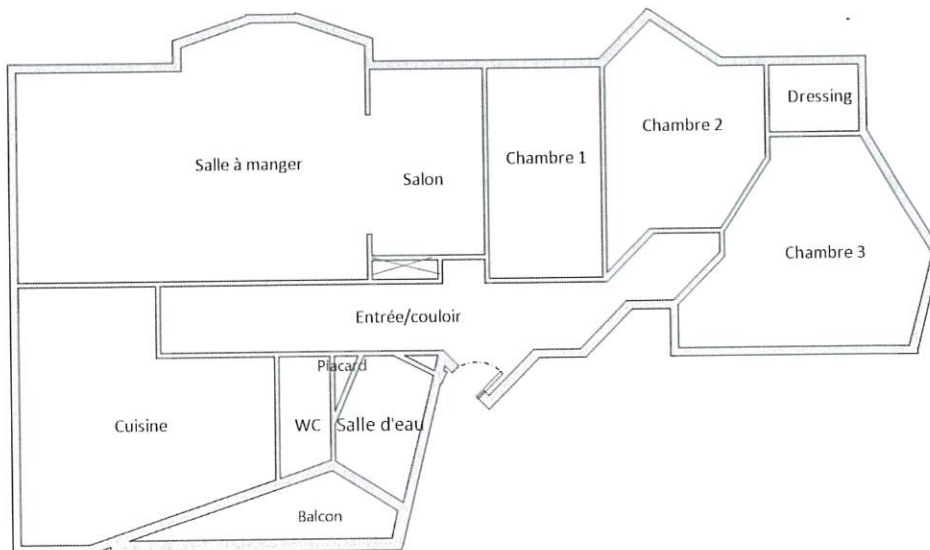 Dressing
Chambre 2
Salle à manger
Chambre 1
Salon
Chambre 3
Entrée/couloir
Placard
Cuisine
WC
Salle d'eau
Balcon